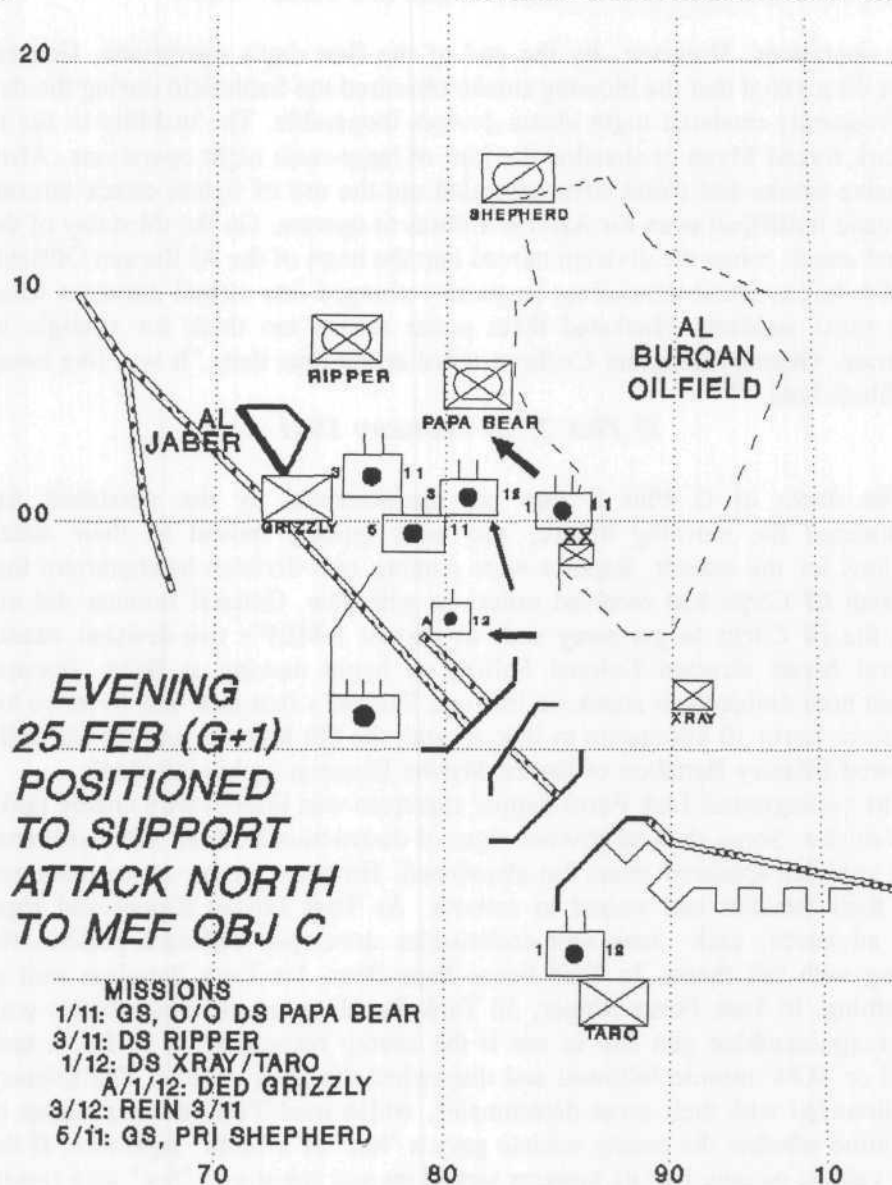 20
SHEPHERD
10
RIPPER
AL
BURQAN
OILFIELD
PAPA BEAR
AL
JABER
3 11
3 12
1 11
GRIZZLY
00
5 11
XX
A 12
XRAY
EVENING
25 FEB (G+1)
POSITIONED
TO SUPPORT
ATTACK NORTH
TO MEF OBJ C
1 12
TARO
MISSIONS
1/11: GS, O/O DS PAPA BEAR
3/11: DS RIPPER
1/12: DS XRAY/TARO
A/1/12: DED GRIZZLY
3/12: REIN 3/11
5/11: GS, PRI SHEPHERD
70 80 90 10